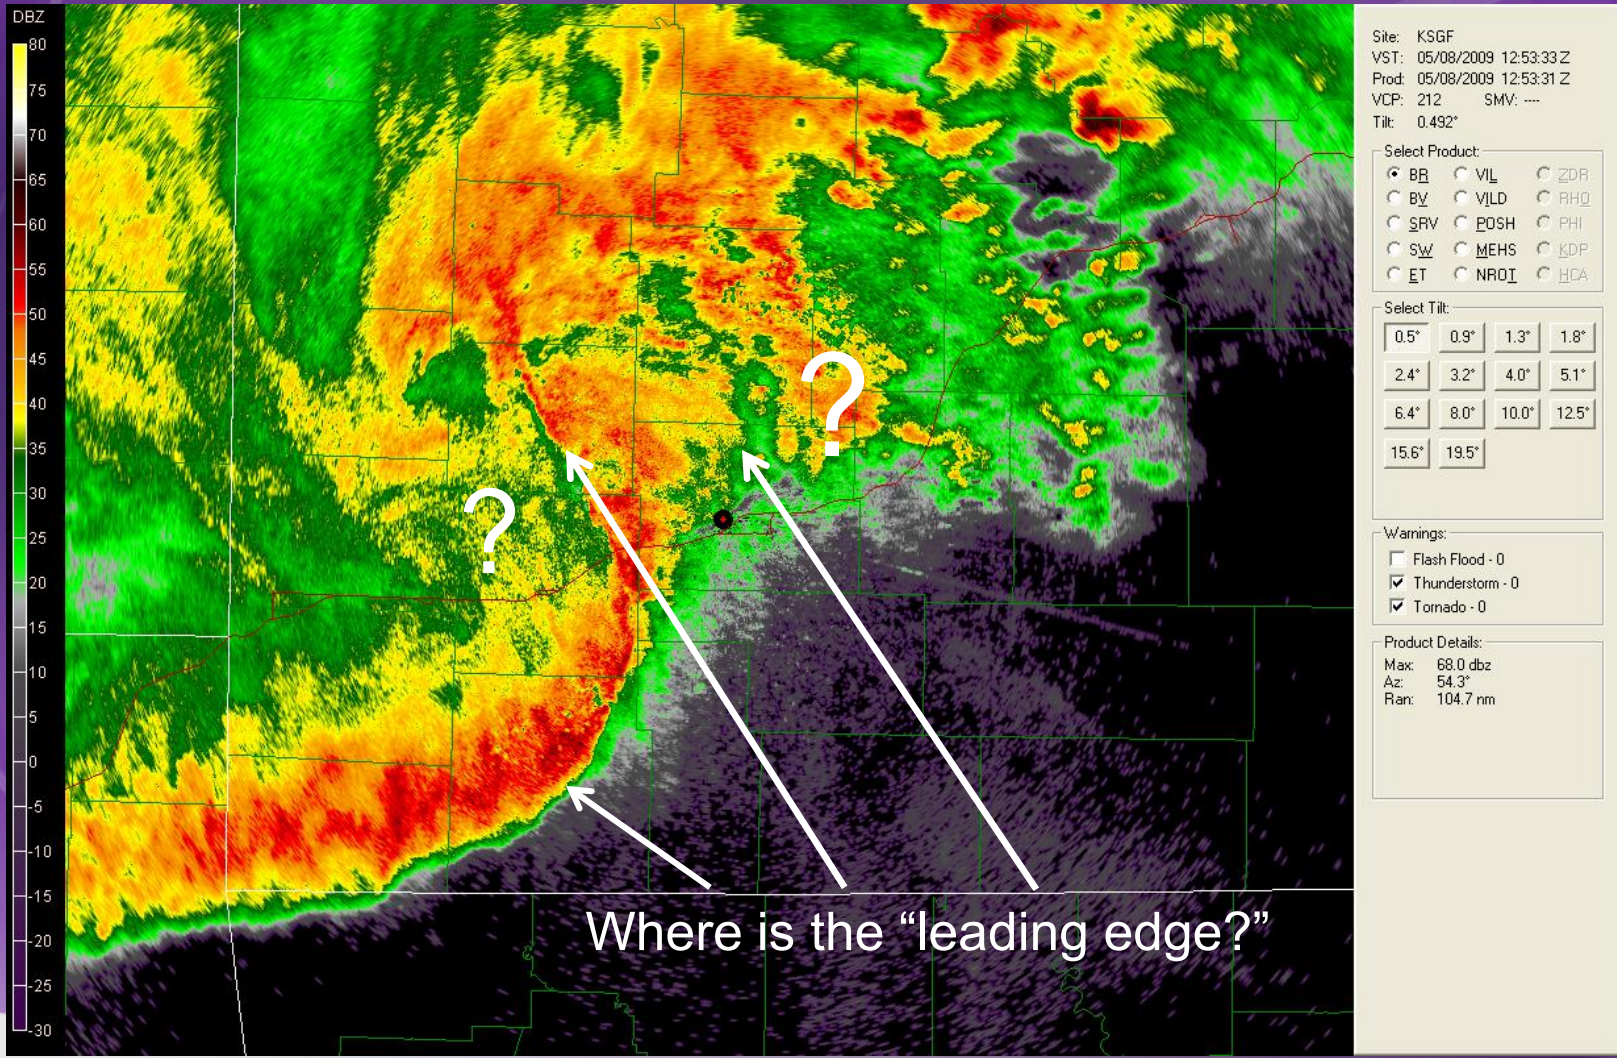 DBZ
80
75
70
65
60
55
50
45
40
35
30
25
20
15
10
5
0
-5
-10
-15
-20
-25
-30
?
?
Where is the “leading edge?”
Site: KSGF
VST: 05/08/2009 12:53:33 Z
Prod: 05/08/2009 12:53:31 Z
VCP: 212 SMV: ----
Tilt: 0.492°
Select Product:
BR VIL ZDR
BV VILD RHO
SRV POSH PHI
SW MEHS KDP
ET NROT HCA
Select Tilt:
0.5° 0.9° 1.3° 1.8°
2.4° 3.2° 4.0° 5.1°
6.4° 8.0° 10.0° 12.5°
15.6° 19.5°
Warnings:
Flash Flood - 0
Thunderstorm - 0
Tornado - 0
Product Details:
Max: 68.0 dbz
Az: 54.3°
Ran: 104.7 nm